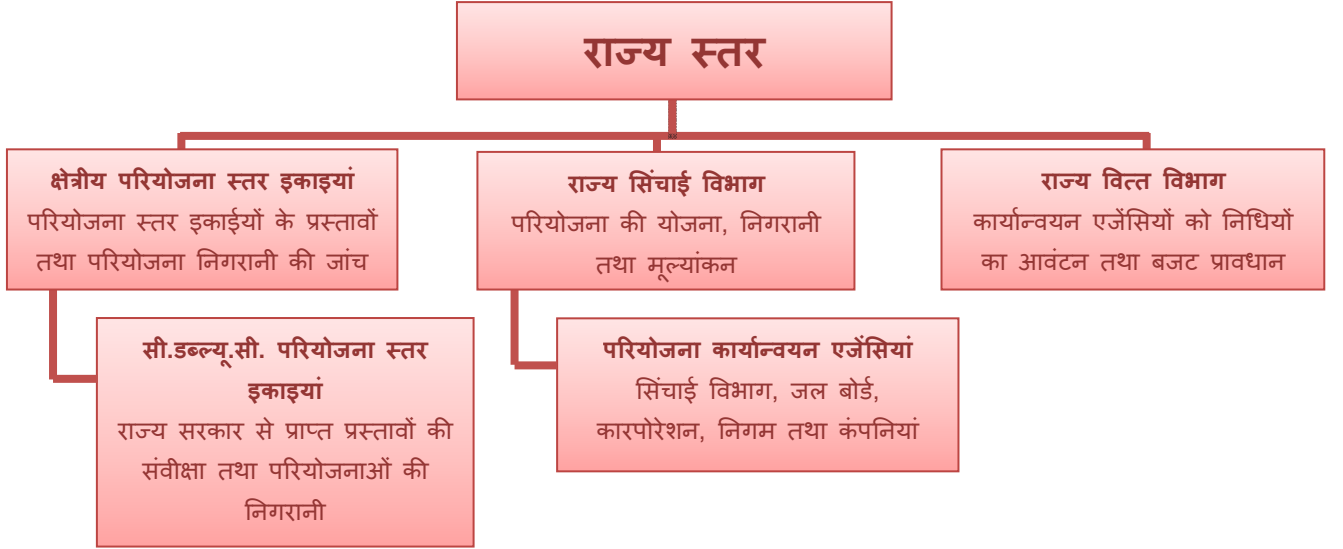 राज्य स्तर
क्षेत्रीय परियोजना स्तर इकाइयां
परियोजना स्तर इकाईयों के प्रस्तावों
तथा परियोजना निगरानी की जांच
राज्य सिंचाई विभाग
परियोजना की योजना, निगरानी
तथा मूल्यांकन
राज्य वित्त विभाग
कार्यान्वयन एजेंसियों को निधियों
का आवंटन तथा बजट प्रावधान
सी.डब्ल्यू.सी. परियोजना स्तर
इकाइयां
राज्य सरकार से प्राप्त प्रस्तावों की
संवीक्षा तथा परियोजनाओं की
निगरानी
परियोजना कार्यान्वयन एजेंसियां
सिंचाई विभाग, जल बोर्ड,
कारपोरेशन, निगम तथा कंपनियां